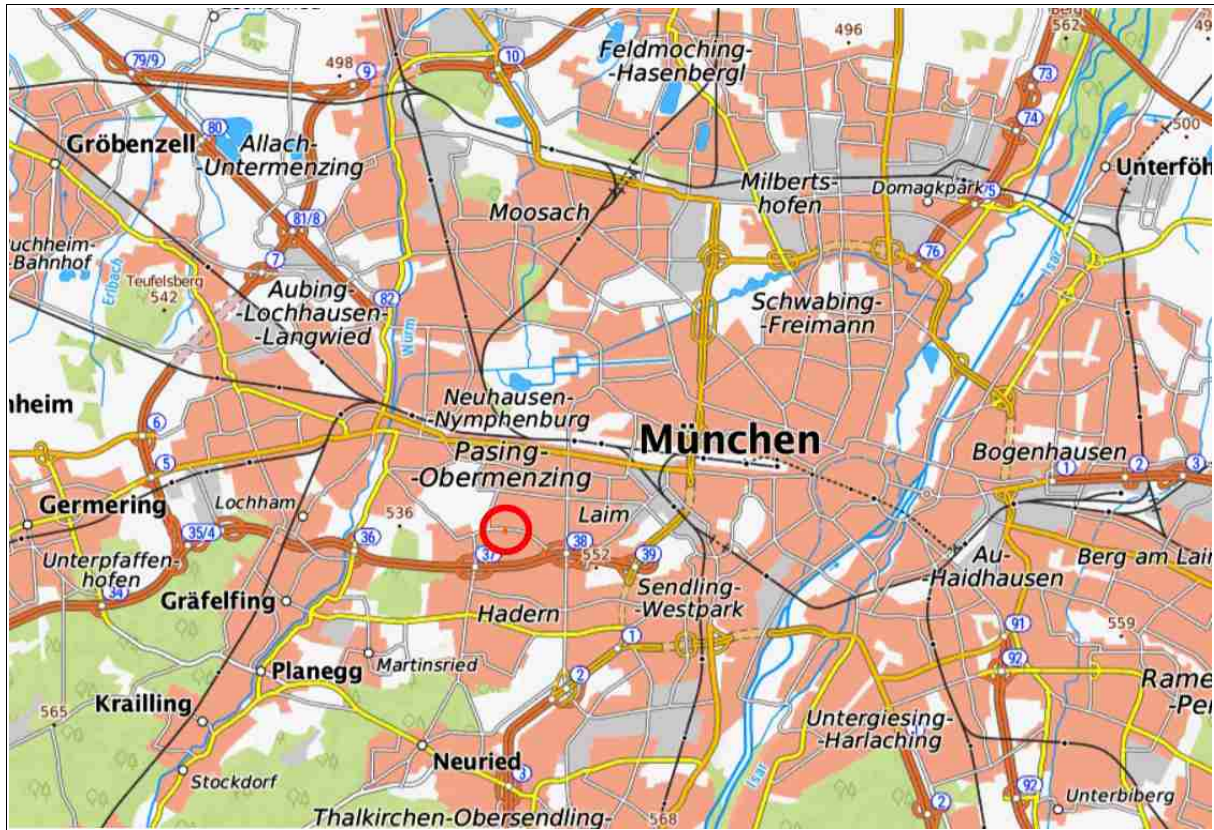 498
496
Berg
562
79/9
9
10
Feldmoching-
-Hasenbergl
73
74
80
Gröbenzell
Allach-
-Untermenzing
500
Unterföh
Milberts-
hofen
Domagkpark
Moosach
81/8
7
76
-Bahnhof
Erlbach
Teufelsberg
542
Aubing-
-Lochhausen-
-Langwied
82
Würm
Schwabing-
-Freimann
Isar
nheim
Neuhausen-
-Nymphenburg
München
6
5
Pasing-
-Obermenzing
Bogenhausen
1
2
3
Germering
Lochham
536
Laim
35/4
36
37
38
552
39
Unterpfaffen-
hofen
34
Au-
-Haidhausen
Berg am Lain
Gräfelfing
Hadern
Sendling-
-Westpark
1
91
559
Planegg
Martinsried
2
92
Rame
-Per
Krailling
565
Untergiesing-
-Harlaching
Neuried
Stockdorf
3
Isar
92
2
Unterbiberg
Thalkirchen-Obersendling-
568